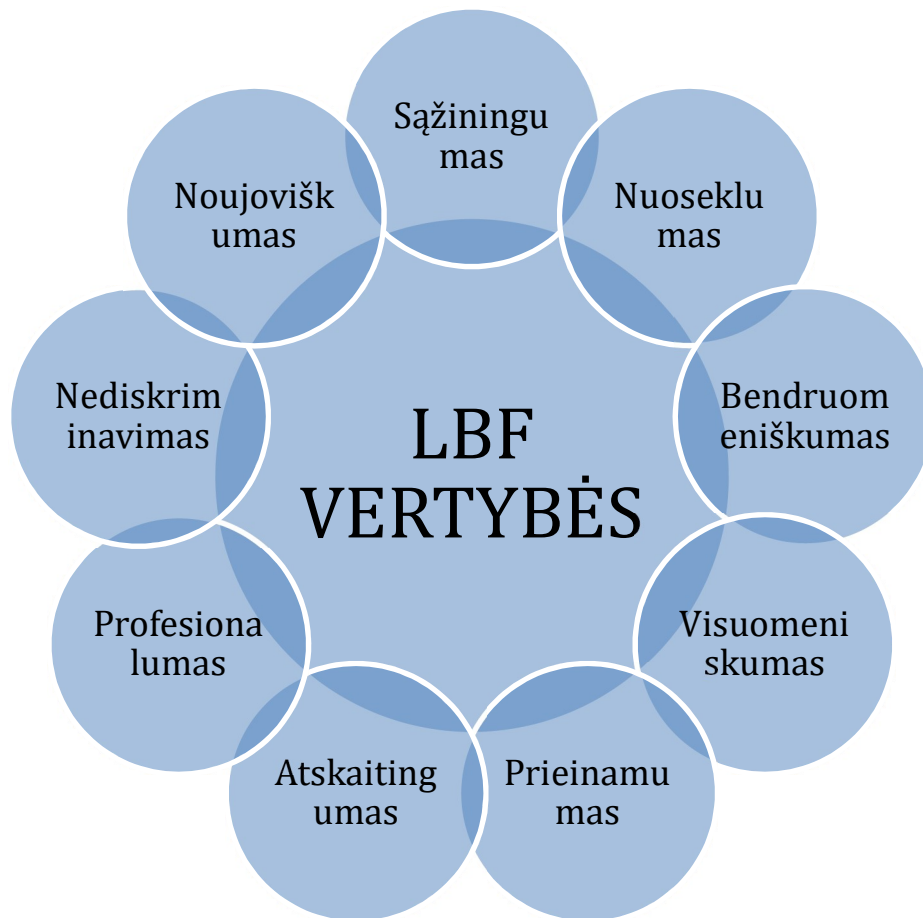 Sąžiningu
mas
Nuoseklu
mas
Bendruom
eniškumas
Visuomeni
skumas
Prieinamu
mas
Atskaiting
umas
Profesiona
lumas
Nediskrim
inavimas
Noujovišk
umas
LBF
VERTYBĖS